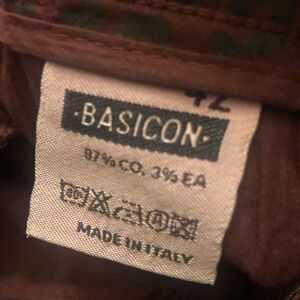 42
·BASICON·
97% CO, 3% EA
MADE IN ITALY